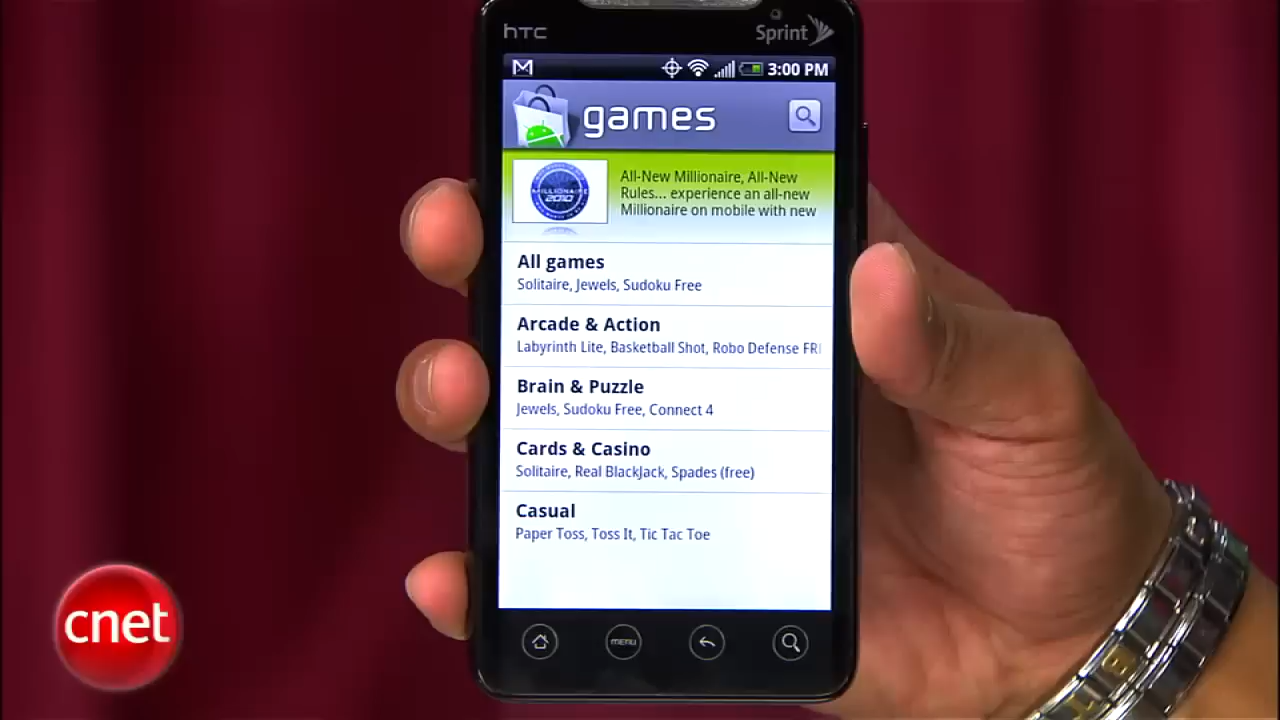 hTC
Sprint
3:00 PM
games
MILLIONAIRE
2010
All-New Millionaire, All-New
Rules... experience an all-new
Millionaire on mobile with new
All games
Solitaire, Jewels, Sudoku Free
Arcade & Action
Labyrinth Lite, Basketball Shot, Robo Defense FR
Brain & Puzzle
Jewels, Sudoku Free, Connect 4
Cards & Casino
Solitaire, Real BlackJack, Spades (free)
Casual
Paper Toss, Toss It, Tic Tac Toe
menu
cnet